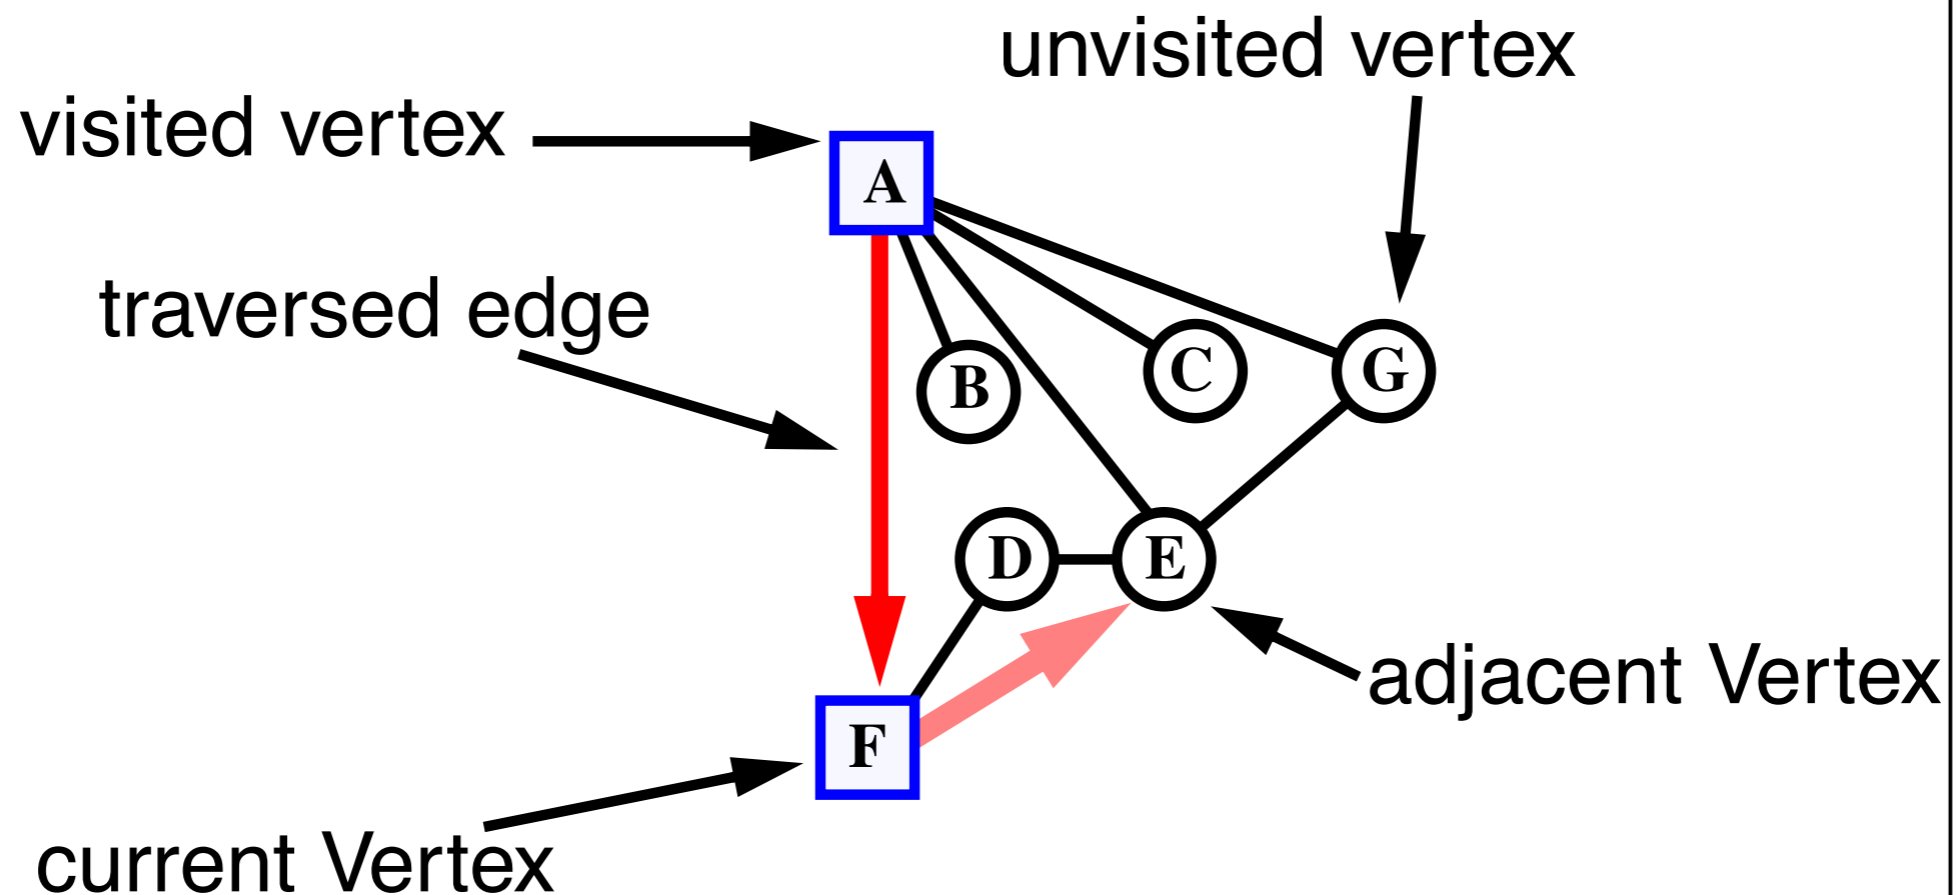 unvisited vertex
visited vertex
A
traversed edge
B
C
G
D
E
adjacent Vertex
F
current Vertex